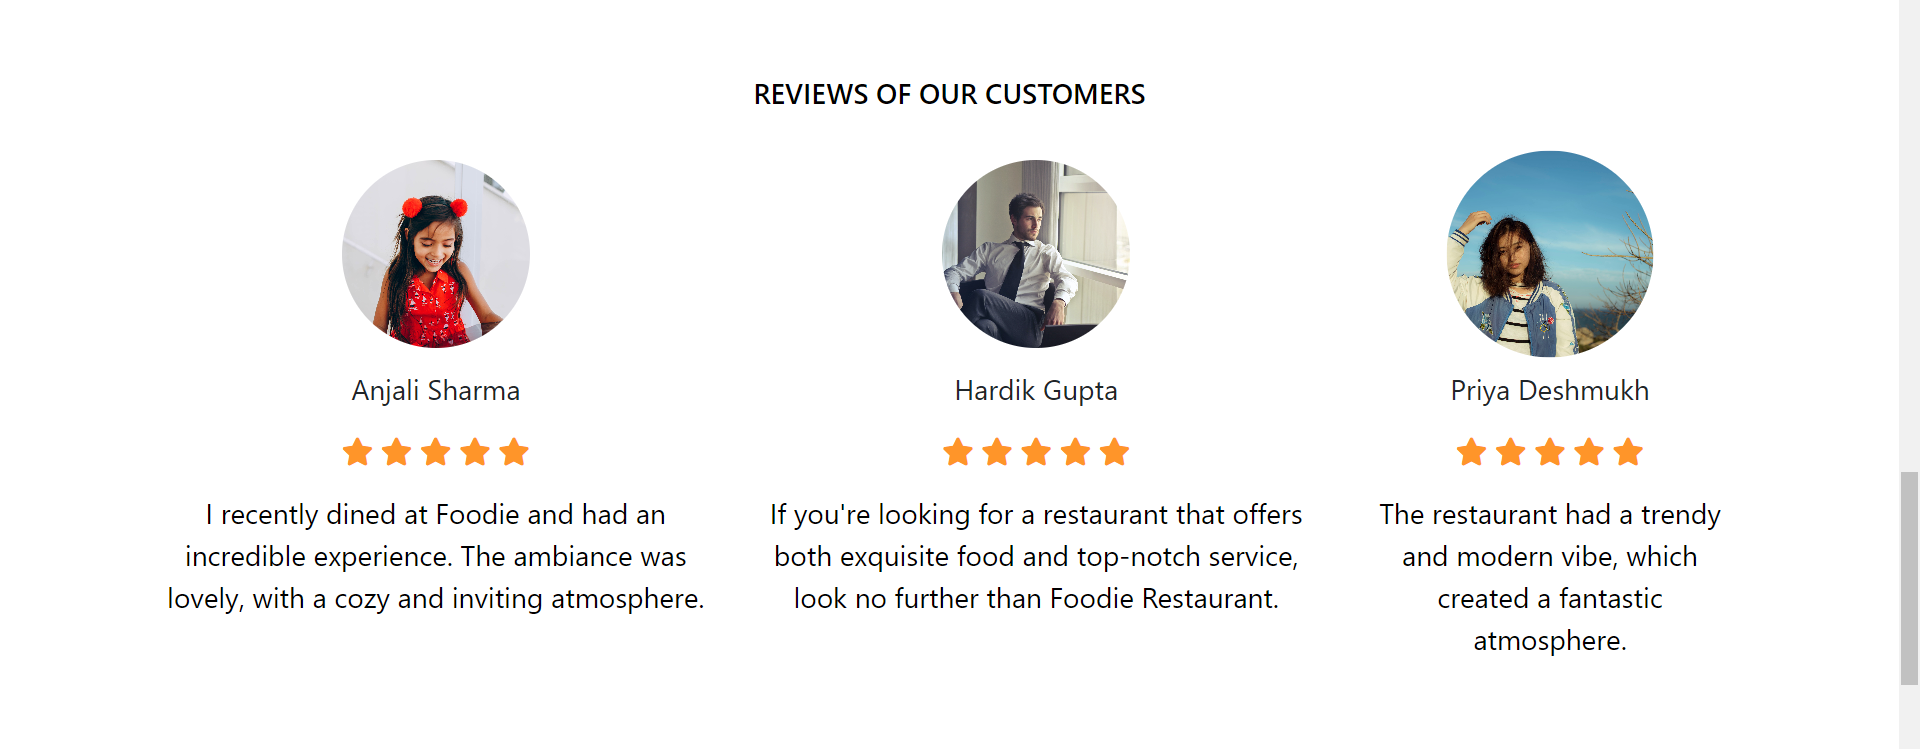 REVIEWS OF OUR CUSTOMERS
Anjali Sharma
I recently dined at Foodie and had an
incredible experience. The ambiance was
lovely, with a cozy and inviting atmosphere.
Hardik Gupta
If you're looking for a restaurant that offers
both exquisite food and top-notch service,
look no further than Foodie Restaurant.
Priya Deshmukh
The restaurant had a trendy
and modern vibe, which
created a fantastic
atmosphere.